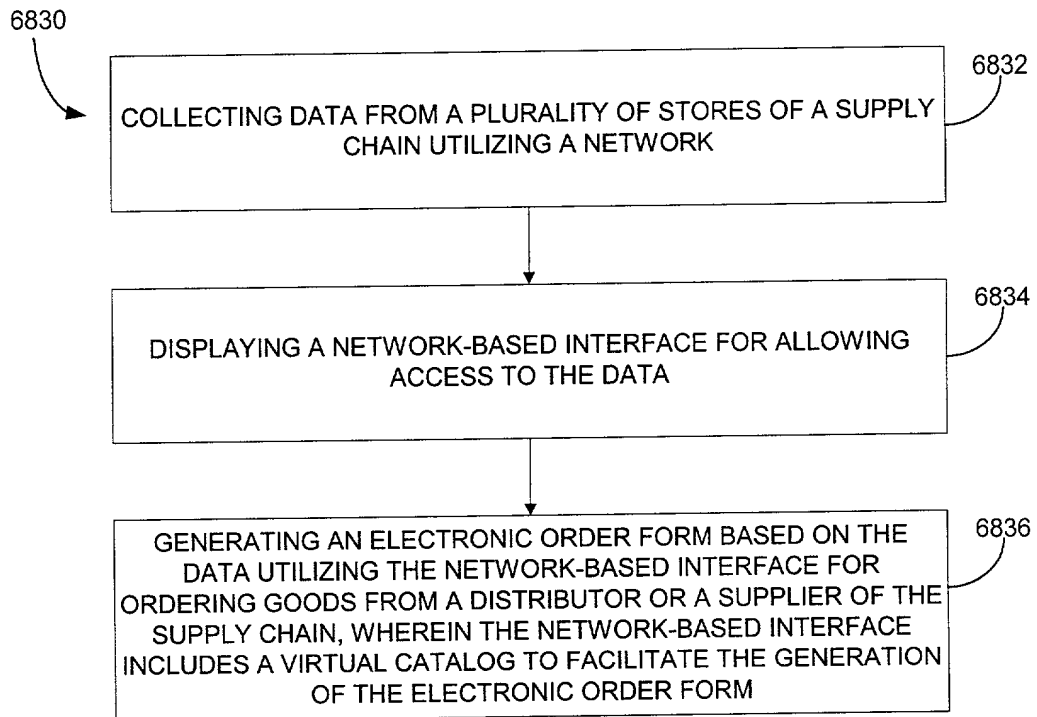 6830
6832
COLLECTING DATA FROM A PLURALITY OF STORES OF A SUPPLY
CHAIN UTILIZING A NETWORK
6834
DISPLAYING A NETWORK-BASED INTERFACE FOR ALLOWING
ACCESS TO THE DATA
6836
GENERATING AN ELECTRONIC ORDER FORM BASED ON THE
DATA UTILIZING THE NETWORK-BASED INTERFACE FOR
ORDERING GOODS FROM A DISTRIBUTOR OR A SUPPLIER OF THE
SUPPLY CHAIN, WHEREIN THE NETWORK-BASED INTERFACE
INCLUDES A VIRTUAL CATALOG TO FACILITATE THE GENERATION
OF THE ELECTRONIC ORDER FORM